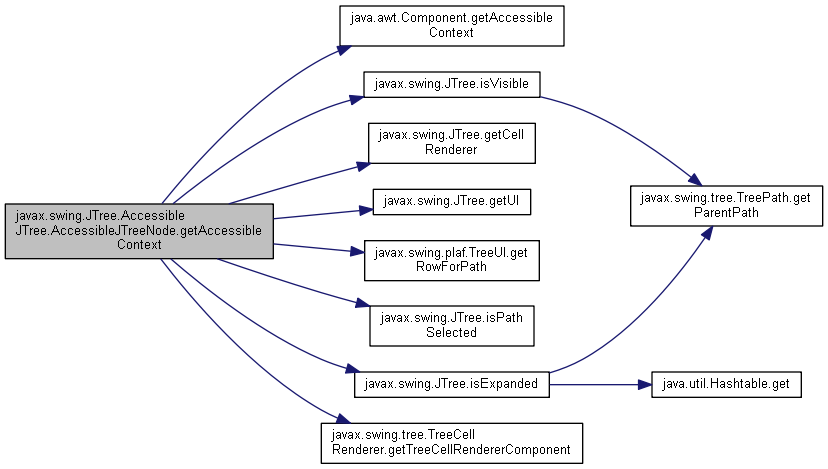 javax.swing.JTree.Accessible
JTree.AccessibleJTreeNode.getAccessible
Context
java.awt.Component.getAccessible
Context
javax.swing.JTree.isVisible
javax.swing.JTree.getCell
Renderer
javax.swing.JTree.getUI
javax.swing.plaf.TreeUI.get
RowForPath
javax.swing.JTree.isPath
Selected
javax.swing.JTree.isExpanded
javax.swing.tree.TreeCell
Renderer.getTreeCellRendererComponent
javax.swing.tree.TreePath.get
ParentPath
java.util.Hashtable.get